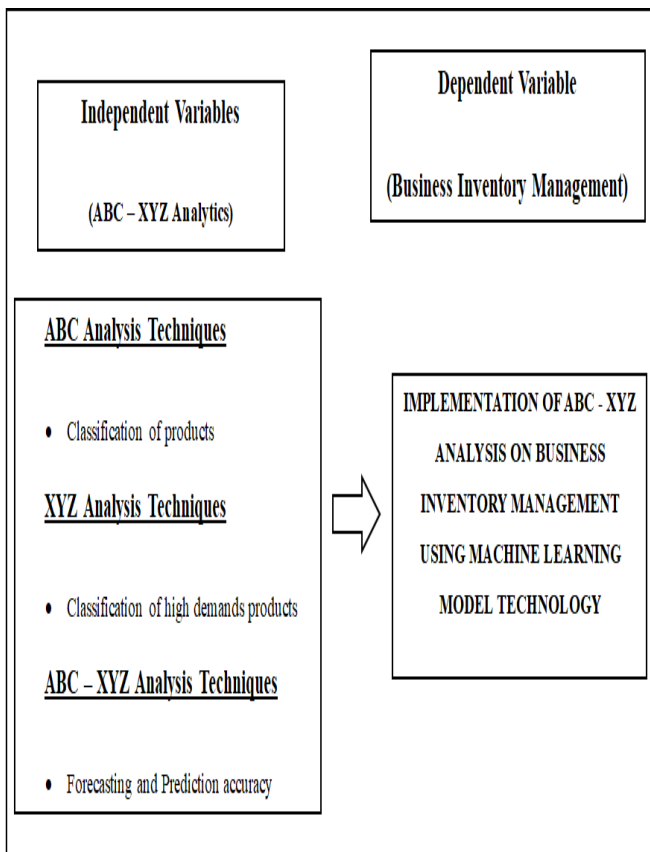 Independent Variables
(ABC – XYZ Analytics)
Dependent Variable
(Business Inventory Management)
ABC Analysis Techniques
• Classification of products
XYZ Analysis Techniques
• Classification of high demands products
ABC – XYZ Analysis Techniques
• Forecasting and Prediction accuracy
IMPLEMENTATION OF ABC - XYZ
ANALYSIS ON BUSINESS
INVENTORY MANAGEMENT
USING MACHINE LEARNING
MODEL TECHNOLOGY